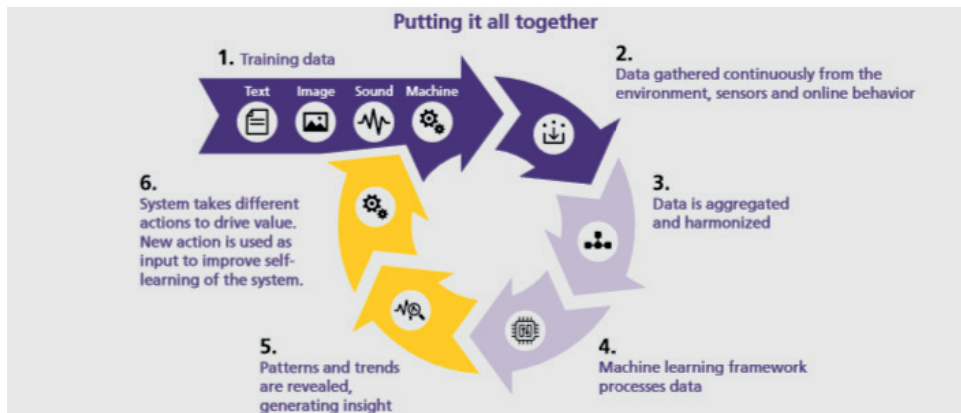 Putting it all together
1. Training data
Text Image Sound Machine
2.
Data gathered continuously from the
environment, sensors and online behavior
3.
Data is aggregated
and harmonized
4.
Machine learning framework
processes data
5.
Patterns and trends
are revealed,
generating insight
6.
System takes different
actions to drive value.
New action is used as
input to improve self-
learning of the system.